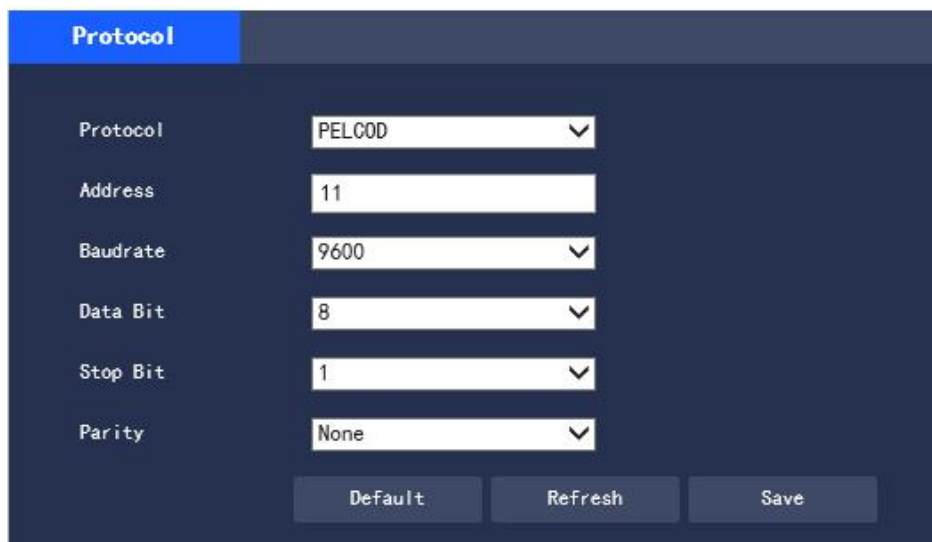 Protocol
Protocol PELCOD
Address 11
Baudrate 9600
Data Bit 8
Stop Bit 1
Parity None
Default Refresh Save